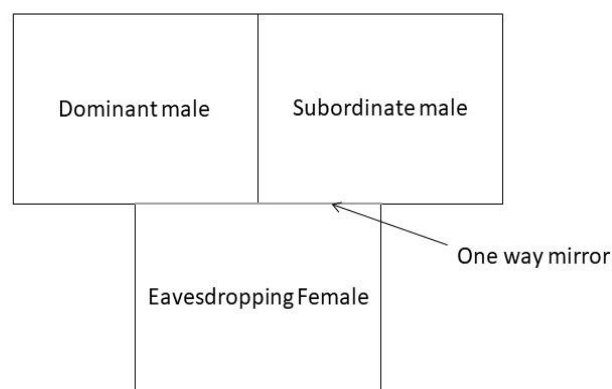 Dominant male
Subordinate male
One way mirror
Eavesdropping Female